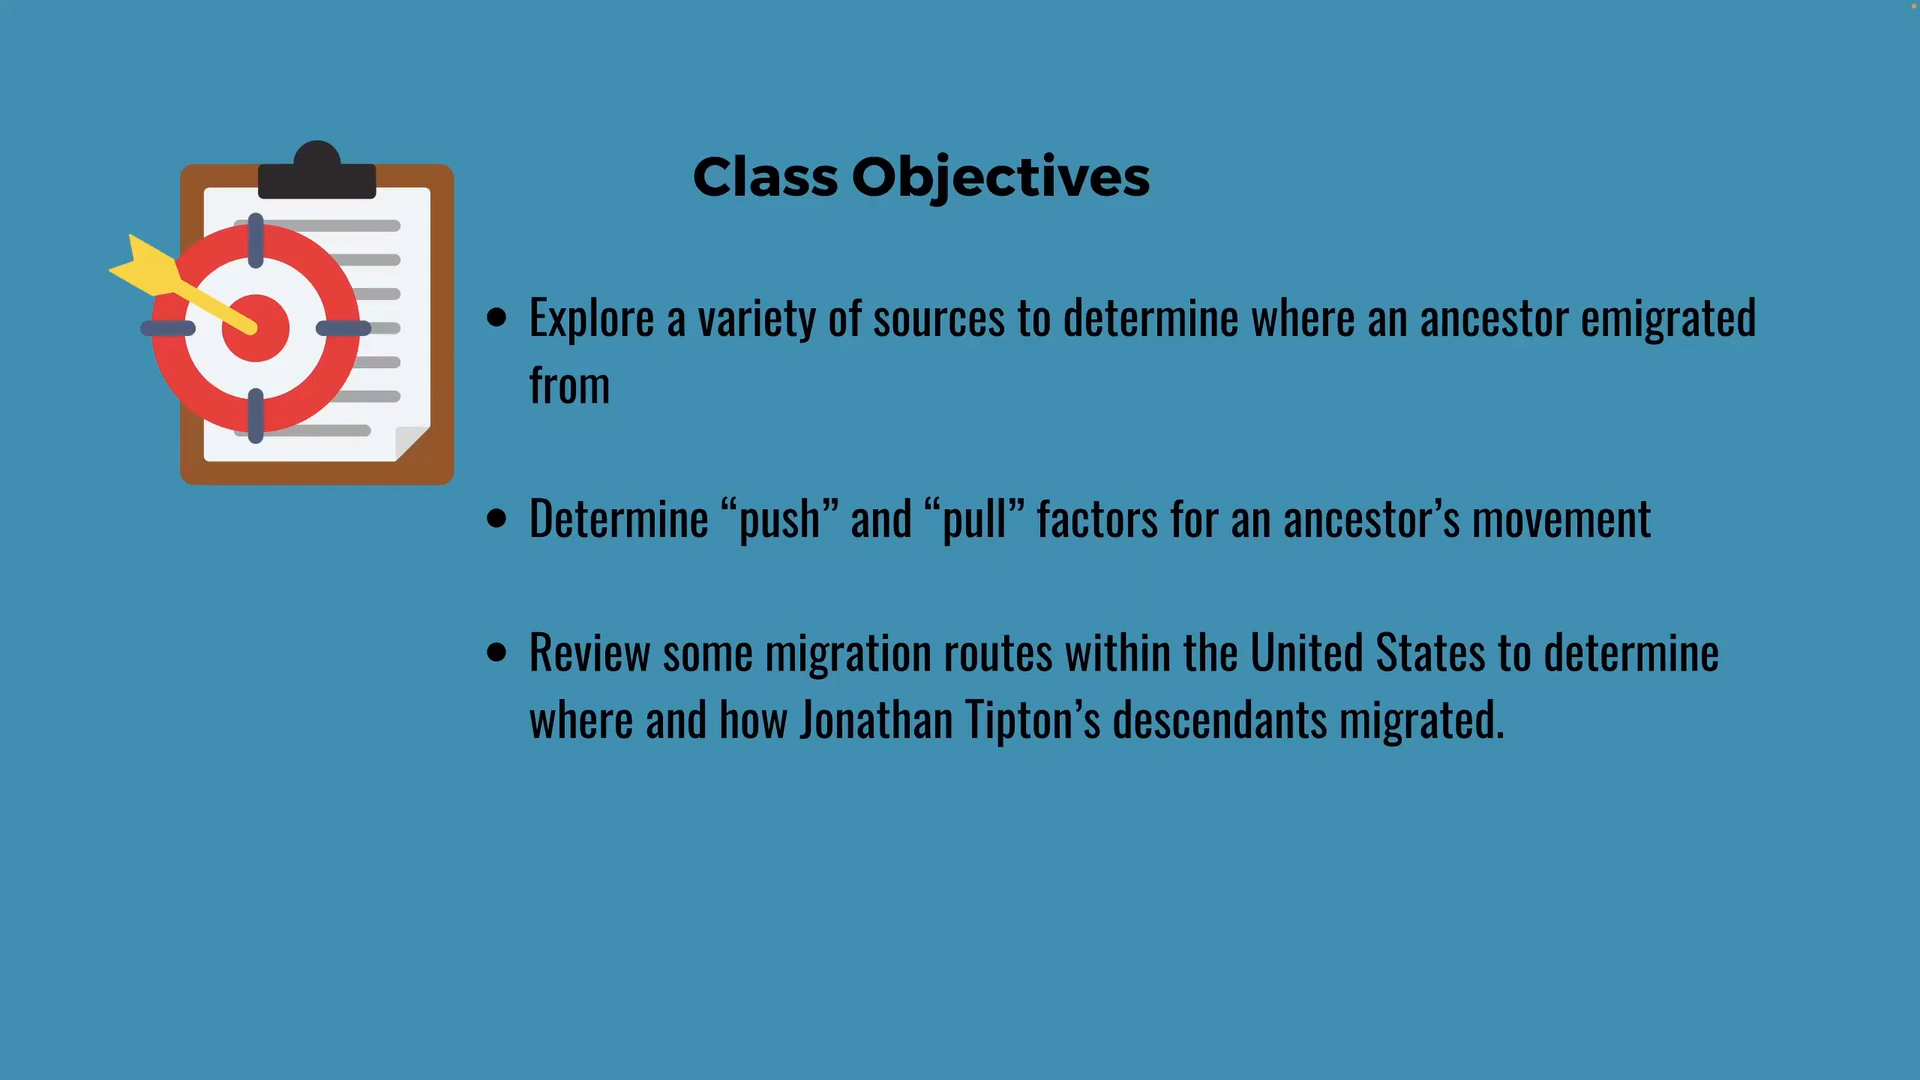 Class Objectives
• Explore a variety of sources to determine where an ancestor emigrated
from
• Determine “push” and “pull” factors for an ancestor’s movement
• Review some migration routes within the United States to determine
where and how Jonathan Tipton’s descendants migrated.